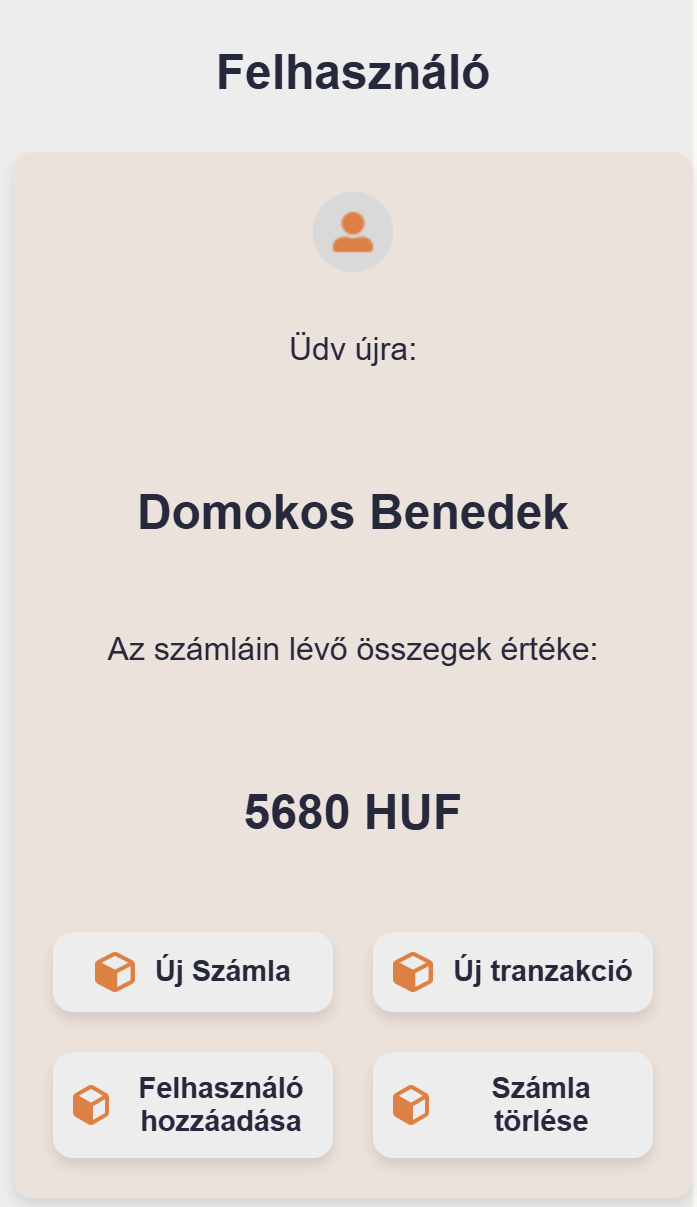 Felhasználó
Üdv újra:
Domokos Benedek
Az számláin lévő összegek értéke:
5680 HUF
Új Számla
Új tranzakció
Felhasználó
hozzáadása
Számla
törlése